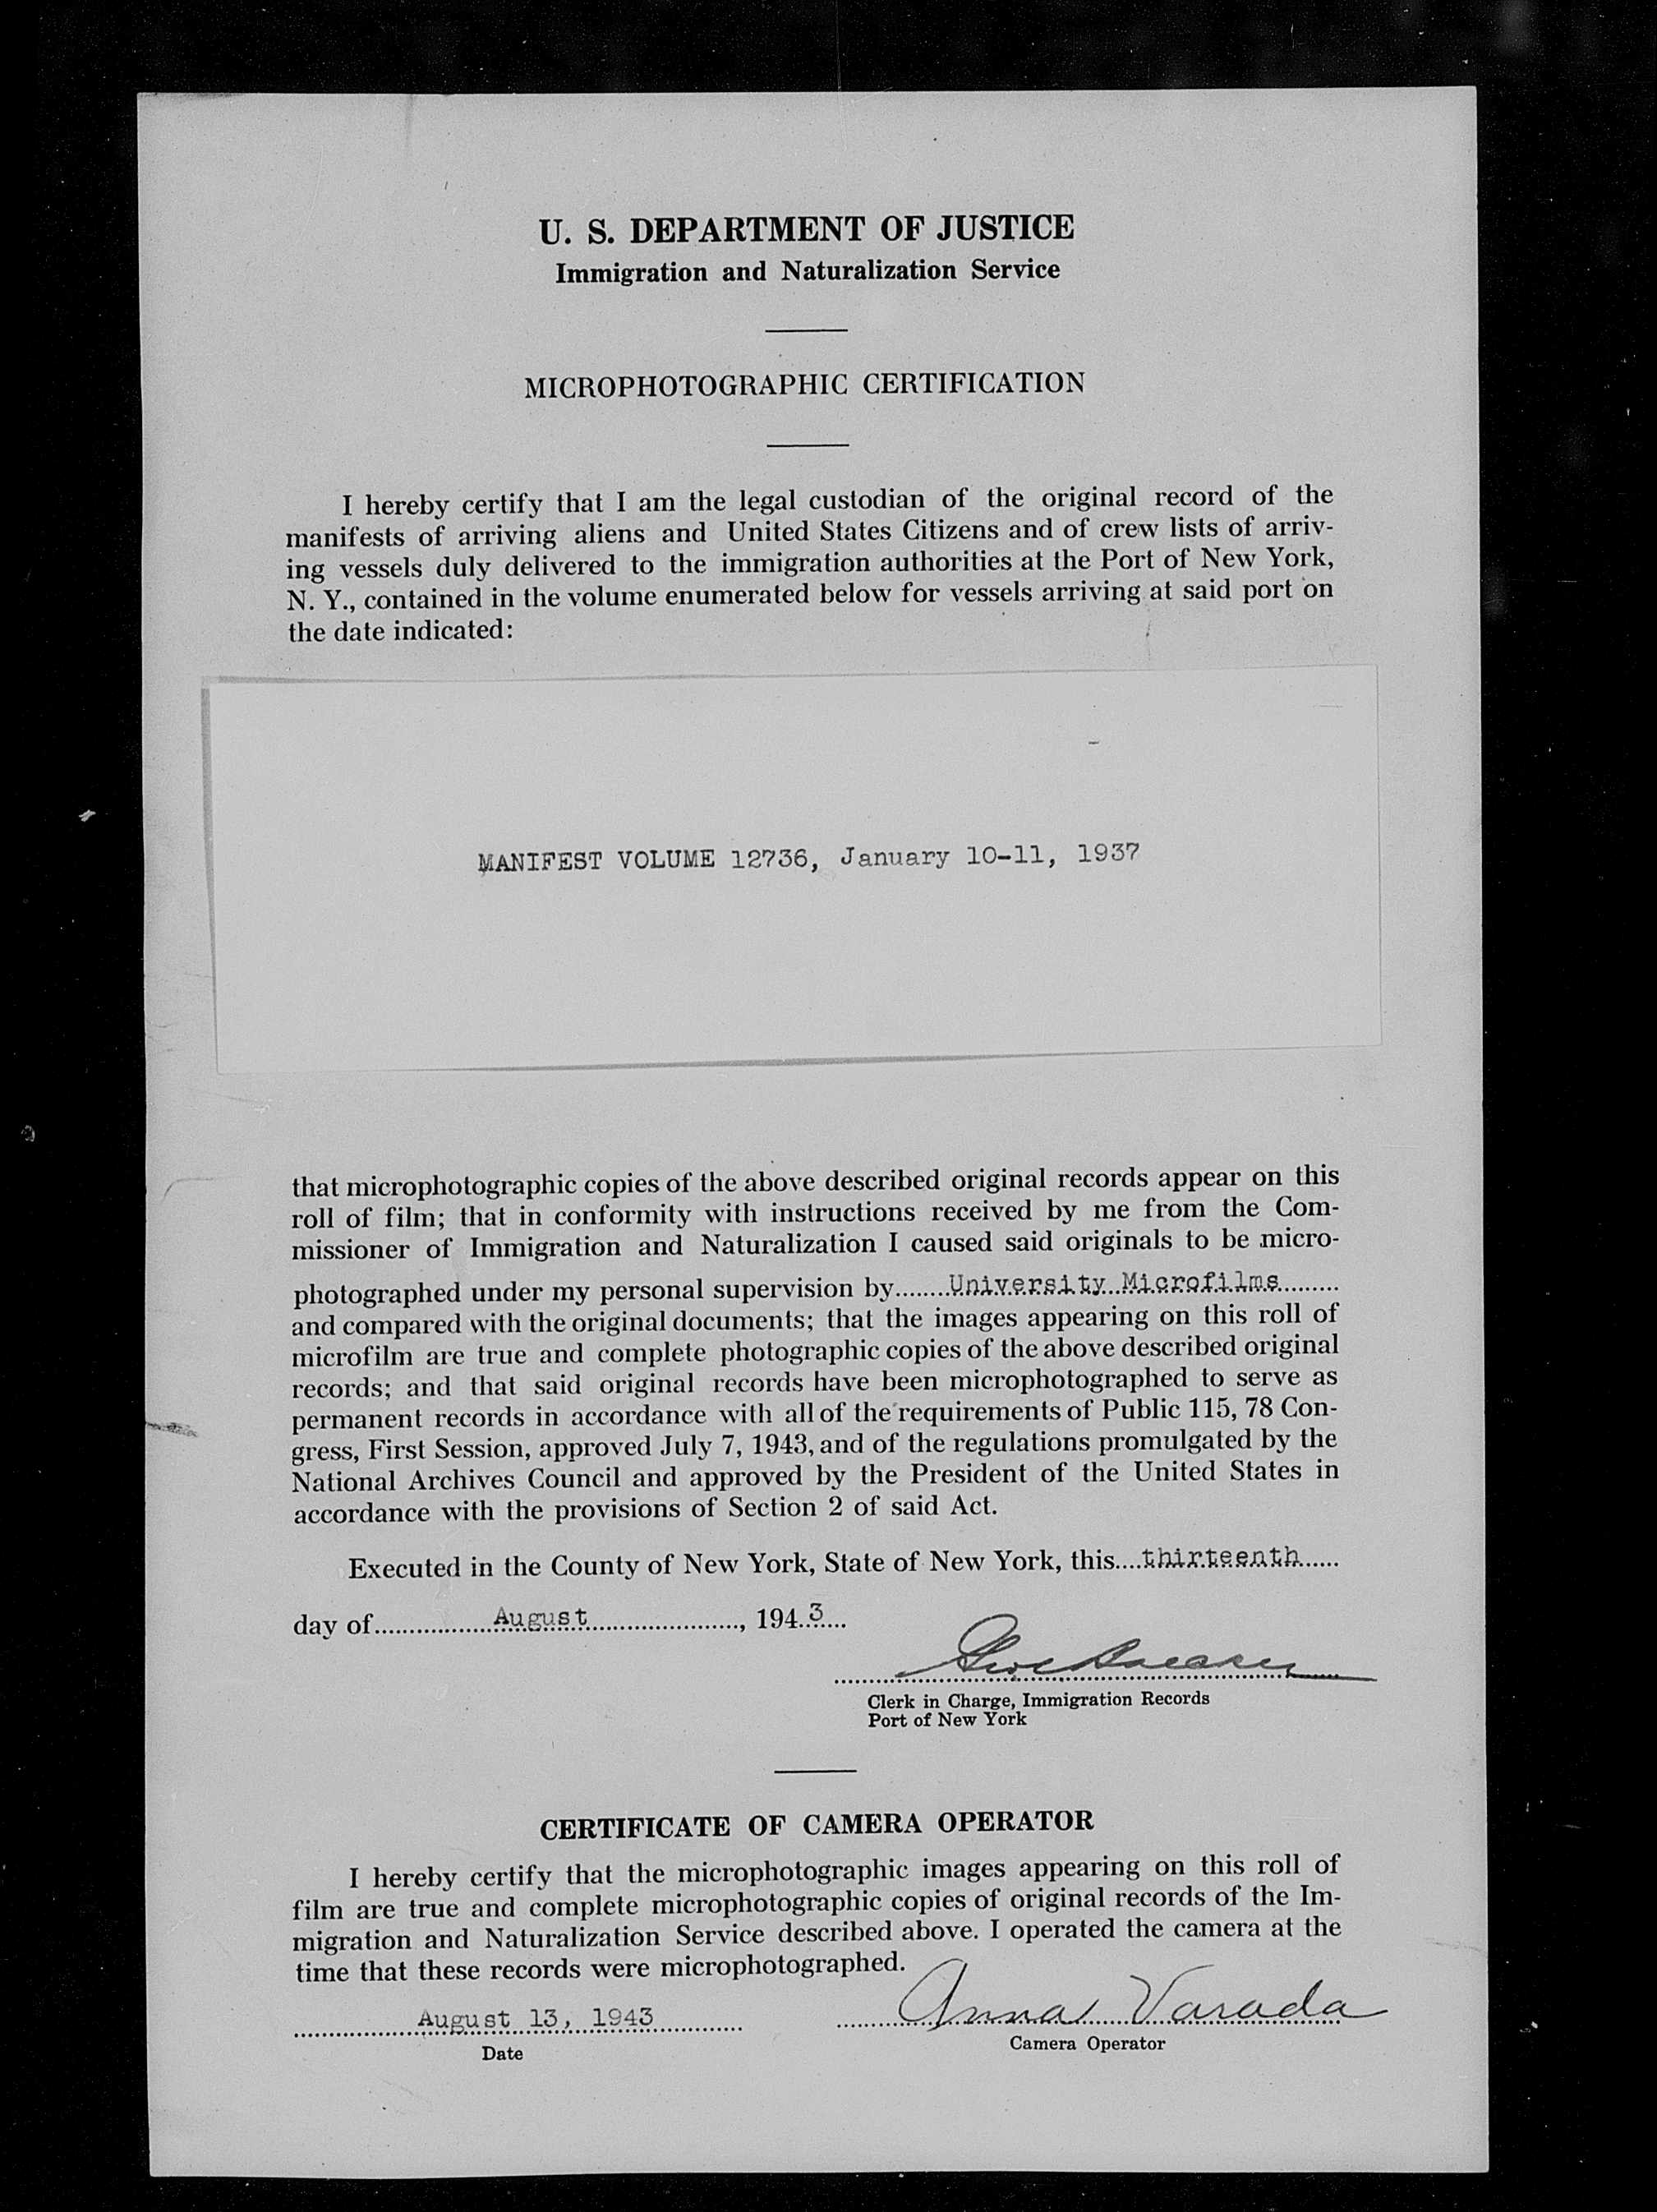 U. S. DEPARTMENT OF JUSTICE
Immigration and Naturalization Service
MICROPHOTOGRAPHIC CERTIFICATION
I hereby certify that I am the legal custodian of the original record of the
manifests of arriving aliens and United States Citizens and of crew lists of arriv-
ing vessels duly delivered to the immigration authorities at the Port of New York,
N. Y., contained in the volume enumerated below for vessels arriving at said port on
the date indicated:
MANIFEST VOLUME 12736, January 10-11, 1937
that microphotographic copies of the above described original records appear on this
roll of film; that in conformity with instructions received by me from the Com-
missioner of Immigration and Naturalization I caused said originals to be micro-
photographed under my personal supervision by........University Microfilms.........
and compared with the original documents; that the images appearing on this roll of
microfilm are true and complete photographic copies of the above described original
records; and that said original records have been microphotographed to serve as
permanent records in accordance with all of the requirements of Public 115, 78 Con-
gress, First Session, approved July 7, 1943, and of the regulations promulgated by the
National Archives Council and approved by the President of the United States in
accordance with the provisions of Section 2 of said Act.
Executed in the County of New York, State of New York, this....thirteenth......
day of..................August......................, 194..3....
Clerk in Charge, Immigration Records
Port of New York
CERTIFICATE OF CAMERA OPERATOR
I hereby certify that the microphotographic images appearing on this roll of
film are true and complete microphotographic copies of original records of the Im-
migration and Naturalization Service described above. I operated the camera at the
time that these records were microphotographed.
August 13, 1943 Anna Varada
Date Camera Operator